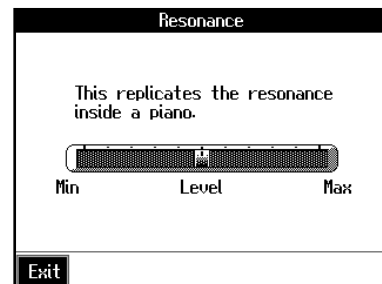 Resonance
This replicates the resonance
inside a piano.
Min Level Max
Exit